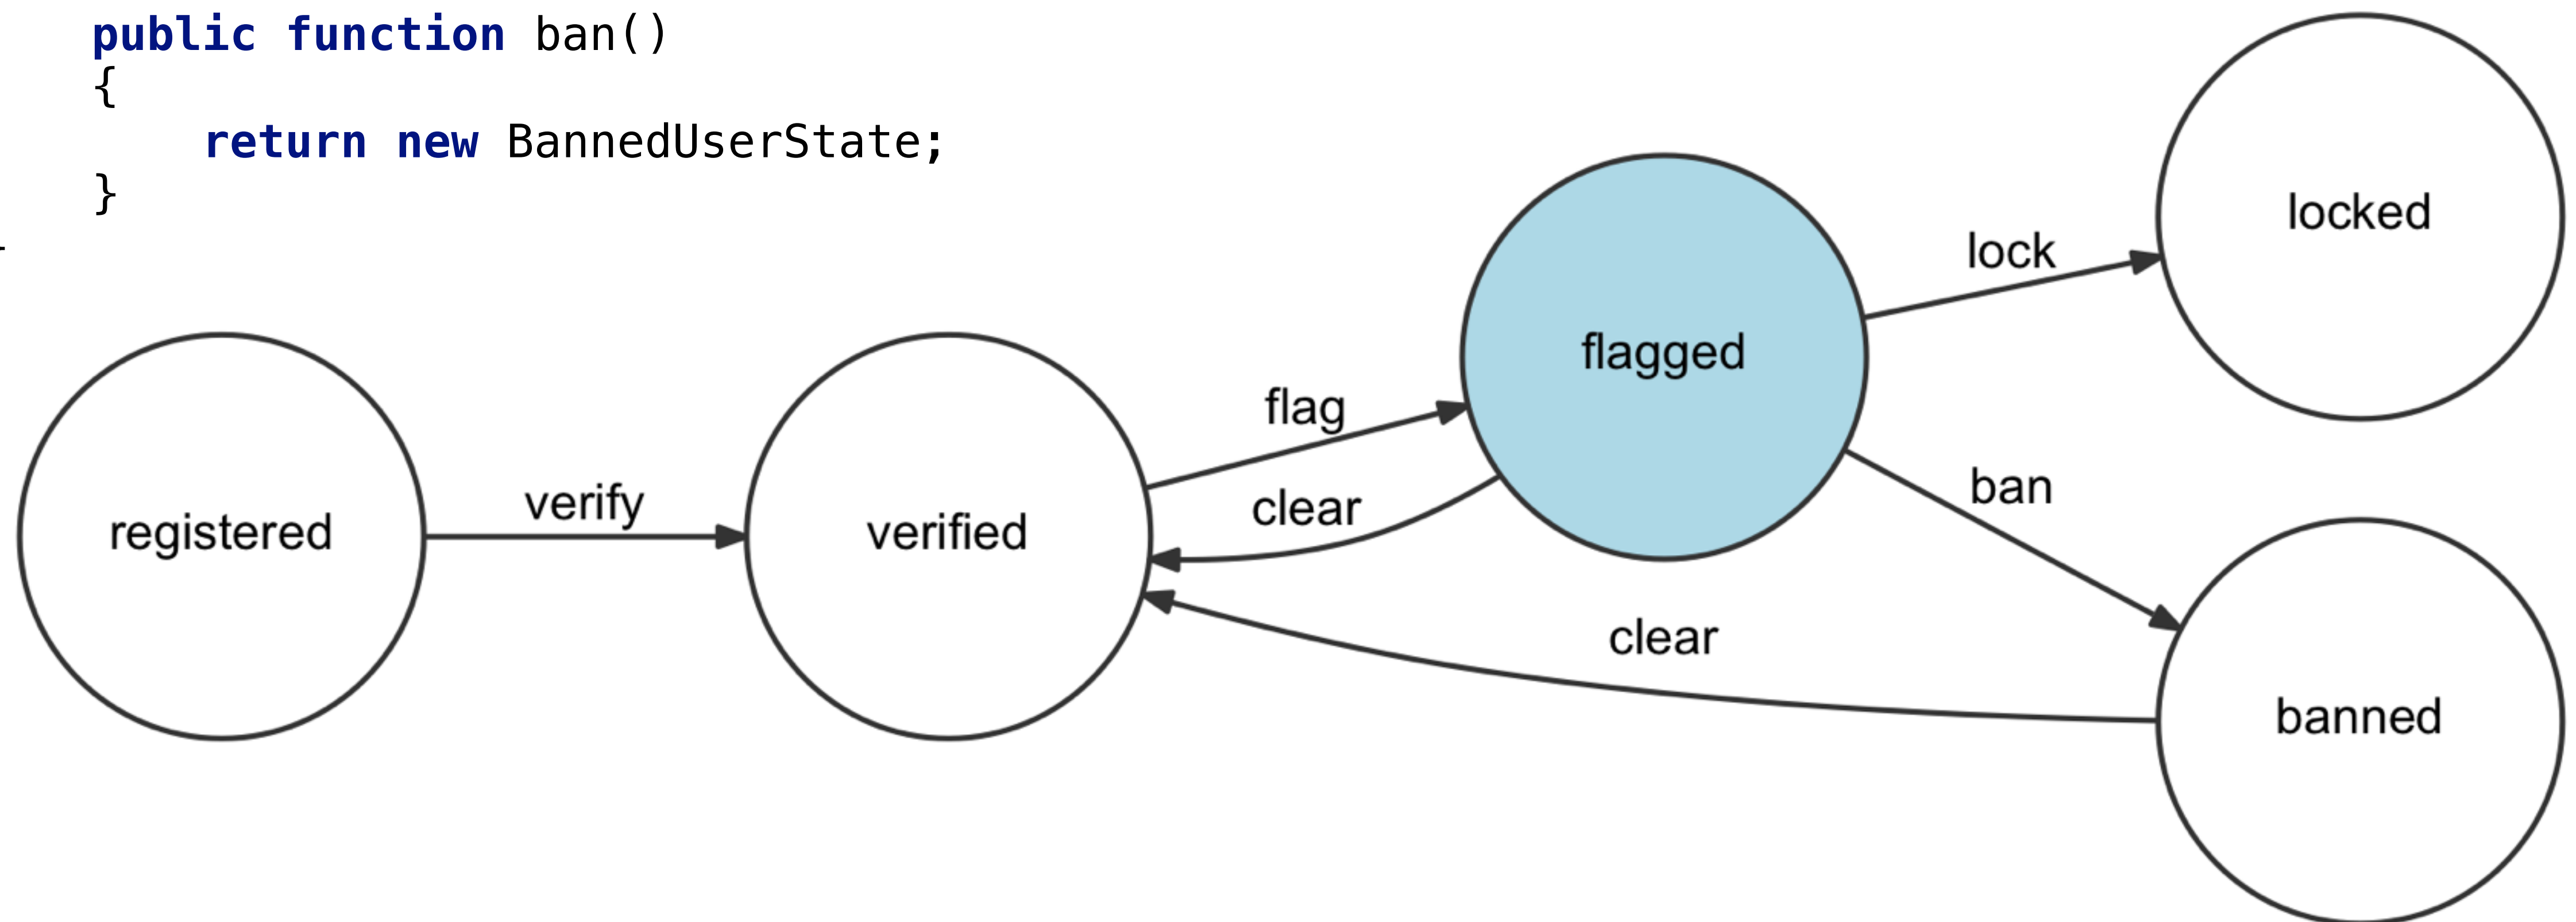 public function ban()
{
    return new BannedUserState;
}
locked
lock
flagged
flag
ban
verify
clear
registered
verified
clear
banned